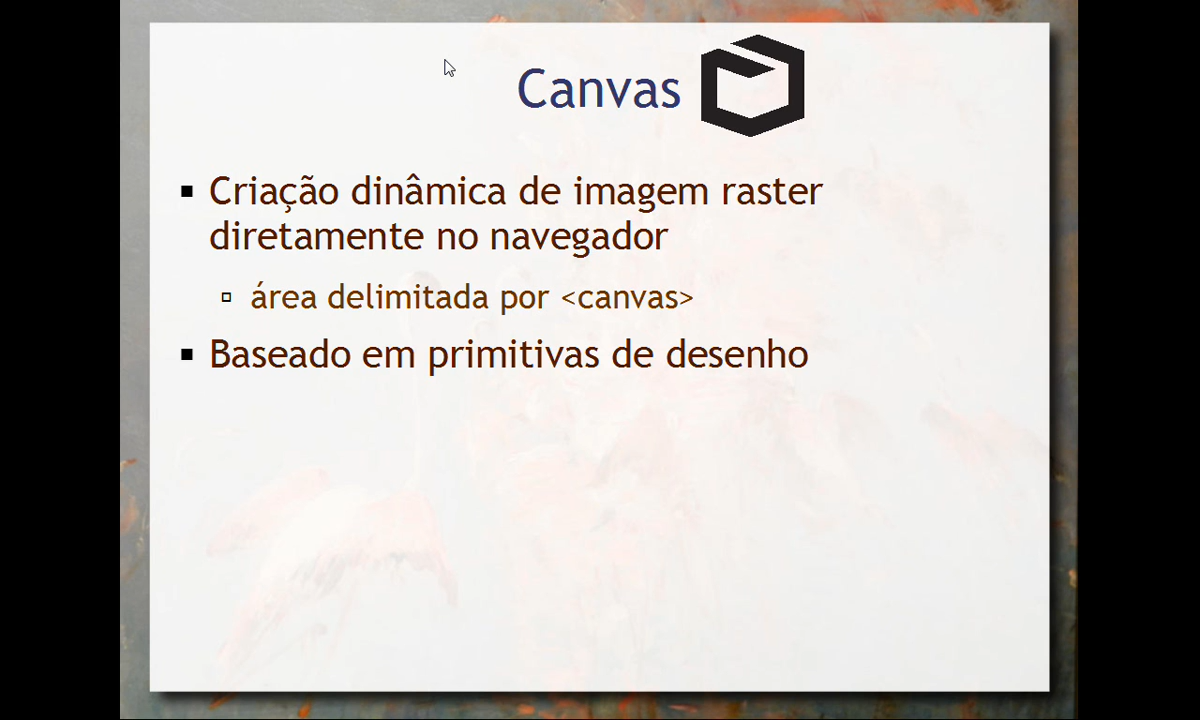 Canvas
Criação dinâmica de imagem raster
diretamente no navegador
área delimitada por <canvas>
Baseado em primitivas de desenho